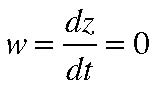 w = dz/dt = 0